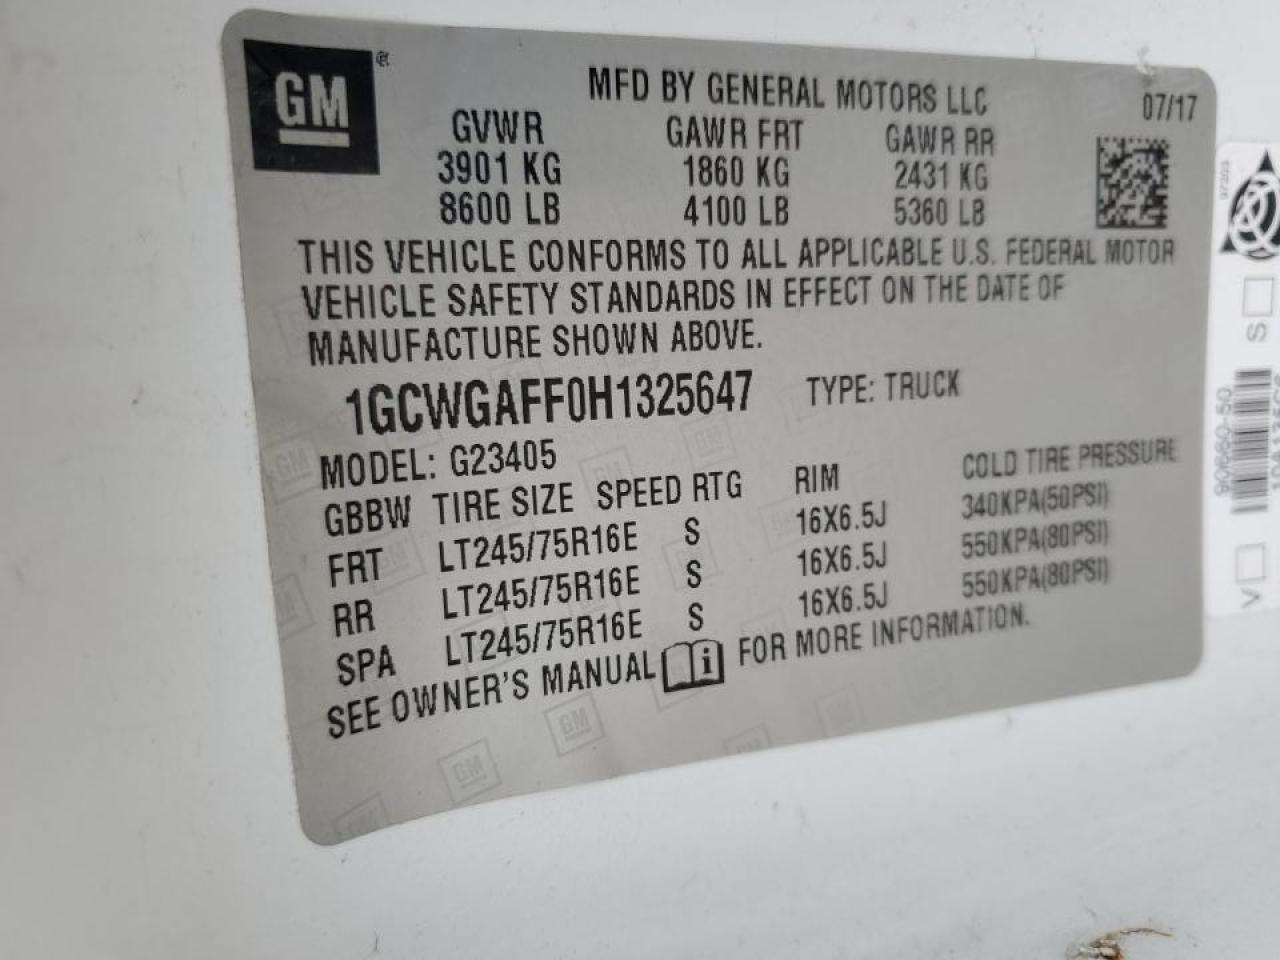 GM
MFD BY GENERAL MOTORS LLC
07/17
GVWR GAWR FRT GAWR RR
3901 KG 1860 KG 2431 KG
8600 LB 4100 LB 5360 LB
THIS VEHICLE CONFORMS TO ALL APPLICABLE U.S. FEDERAL MOTOR
VEHICLE SAFETY STANDARDS IN EFFECT ON THE DATE OF
MANUFACTURE SHOWN ABOVE.
1GCWGAFF0H1325647 TYPE: TRUCK
MODEL: G23405
GBBW TIRE SIZE SPEED RTG RIM COLD TIRE PRESSURE
FRT LT245/75R16E S 16X6.5J 340KPA(50PSI)
RR LT245/75R16E S 16X6.5J 550KPA(80PSI)
SPA LT245/75R16E S 16X6.5J 550KPA(80PSI)
SEE OWNER'S MANUAL i FOR MORE INFORMATION.
S
90680-50
V